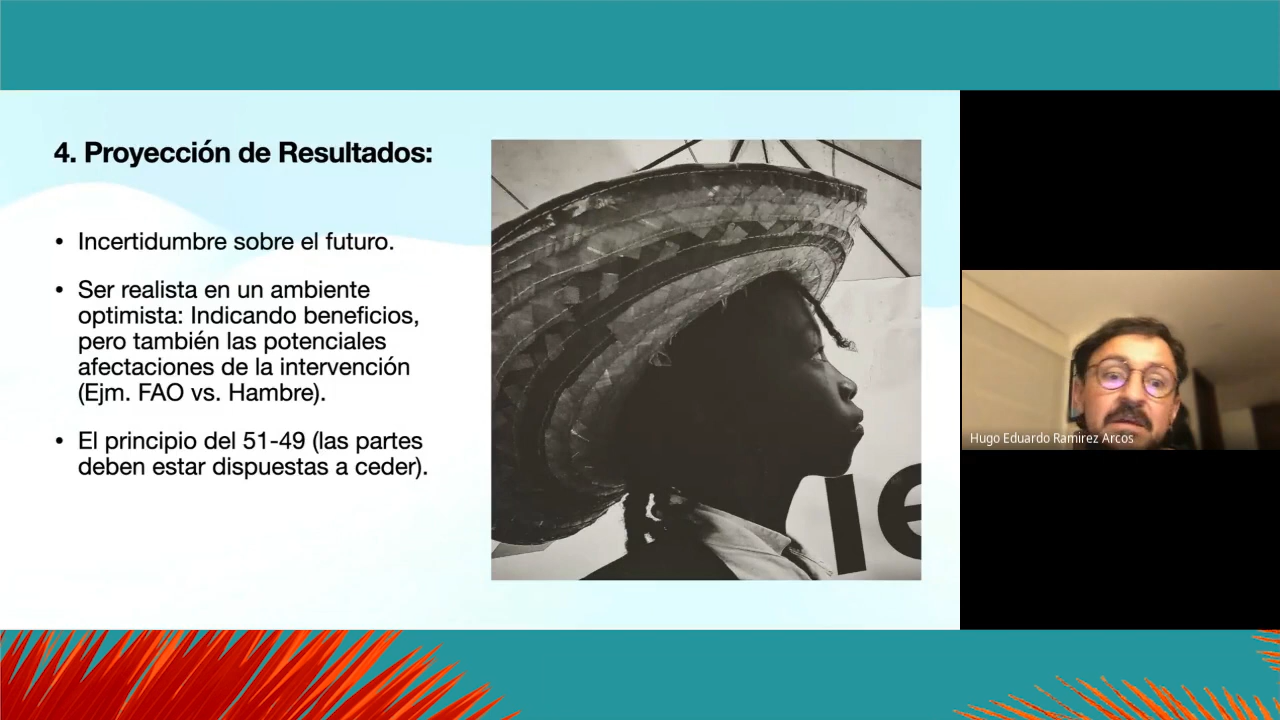 4. Proyección de Resultados:
• Incertidumbre sobre el futuro.
• Ser realista en un ambiente
optimista: Indicando beneficios,
pero también las potenciales
afectaciones de la intervención
(Ejm. FAO vs. Hambre).
• El principio del 51-49 (las partes
deben estar dispuestas a ceder).
ie
Hugo Eduardo Ramirez Arcos